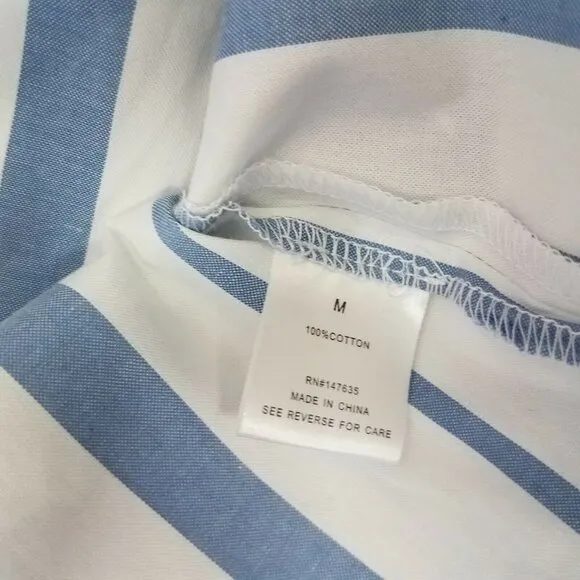 M
100%COTTON
RN#147635
MADE IN CHINA
SEE REVERSE FOR CARE